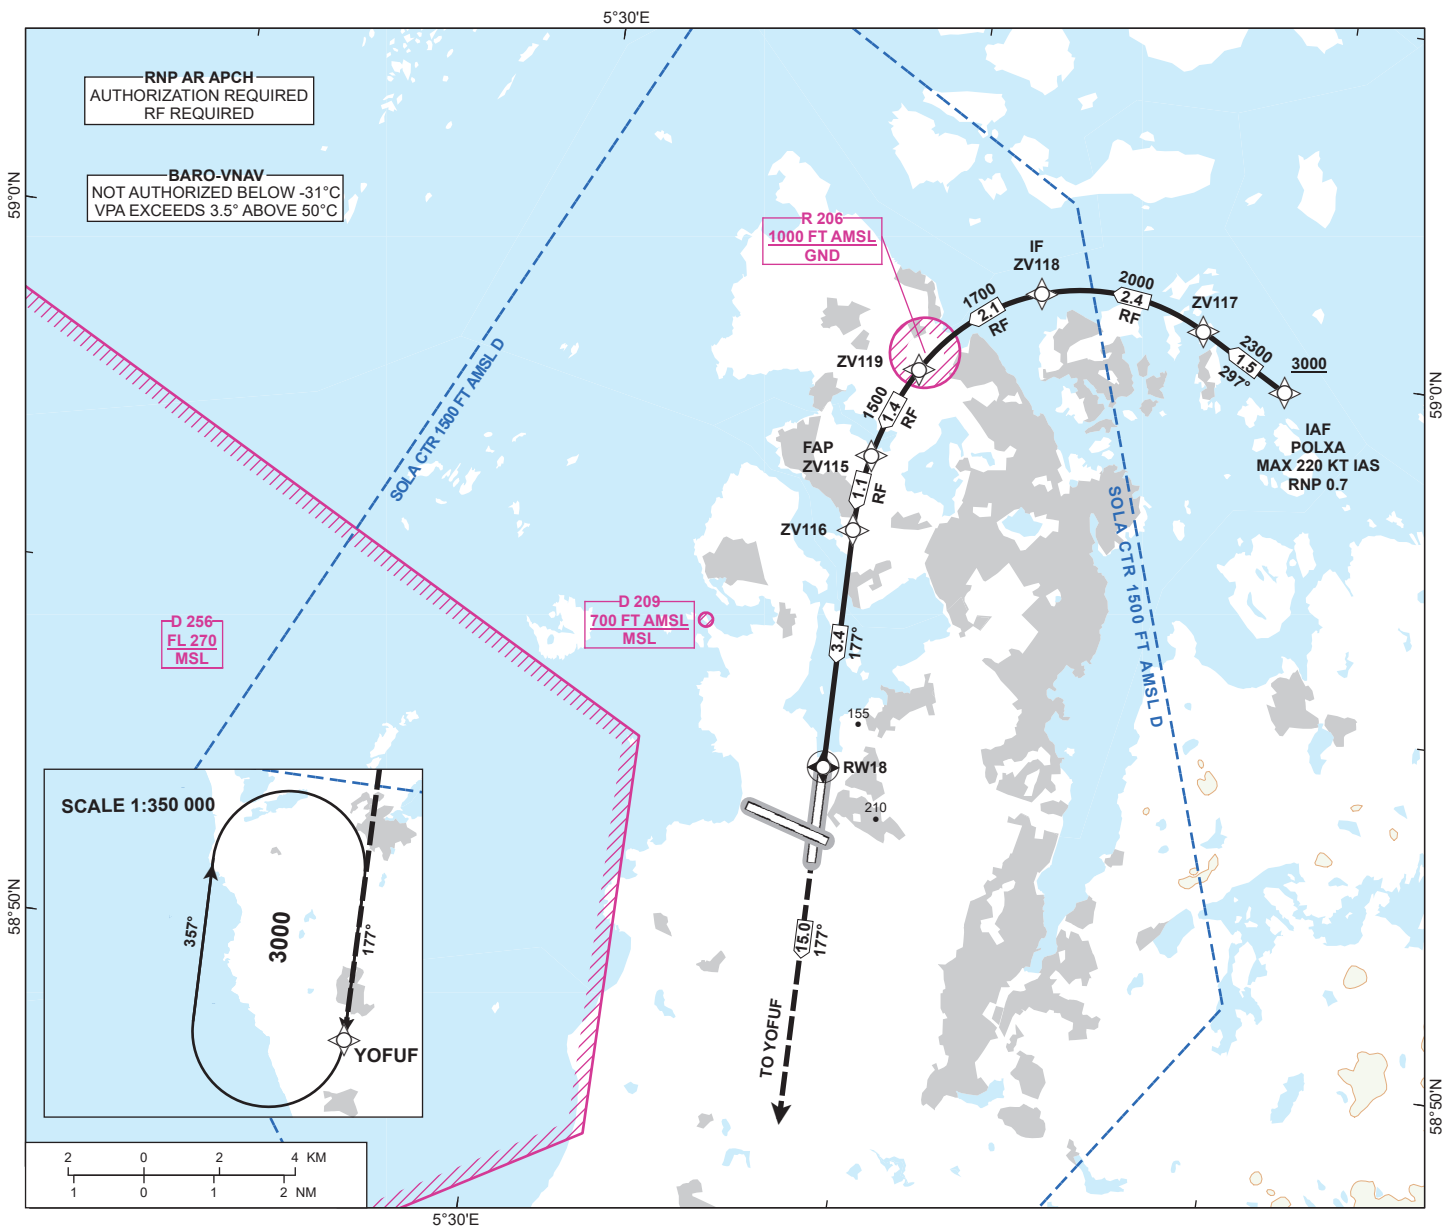 5°30'E
RNP AR APCH
AUTHORIZATION REQUIRED
RF REQUIRED
BARO-VNAV
NOT AUTHORIZED BELOW -31°C
VPA EXCEEDS 3.5° ABOVE 50°C
59°0'N
R 206
1000 FT AMSL
GND
IF
ZV118
2000
2.4
RF
ZV117
1700
2.1
RF
2300
1.5
297°
3000
IAF
POLXA
MAX 220 KT IAS
RNP 0.7
59°0'N
ZV119
1500
1.4
RF
FAP
ZV115
1.1
RF
ZV116
SOLA CTR 1500 FT AMSL D
SOLA CTR 1500 FT AMSL D
D 256
FL 270
MSL
D 209
700 FT AMSL
MSL
3.4
177°
155
RW18
210
SCALE 1:350 000
357°
3000
177°
YOFUF
15.0
177°
TO YOFUF
58°50'N
58°50'N
2 0 2 4 KM
1 0 1 2 NM
5°30'E